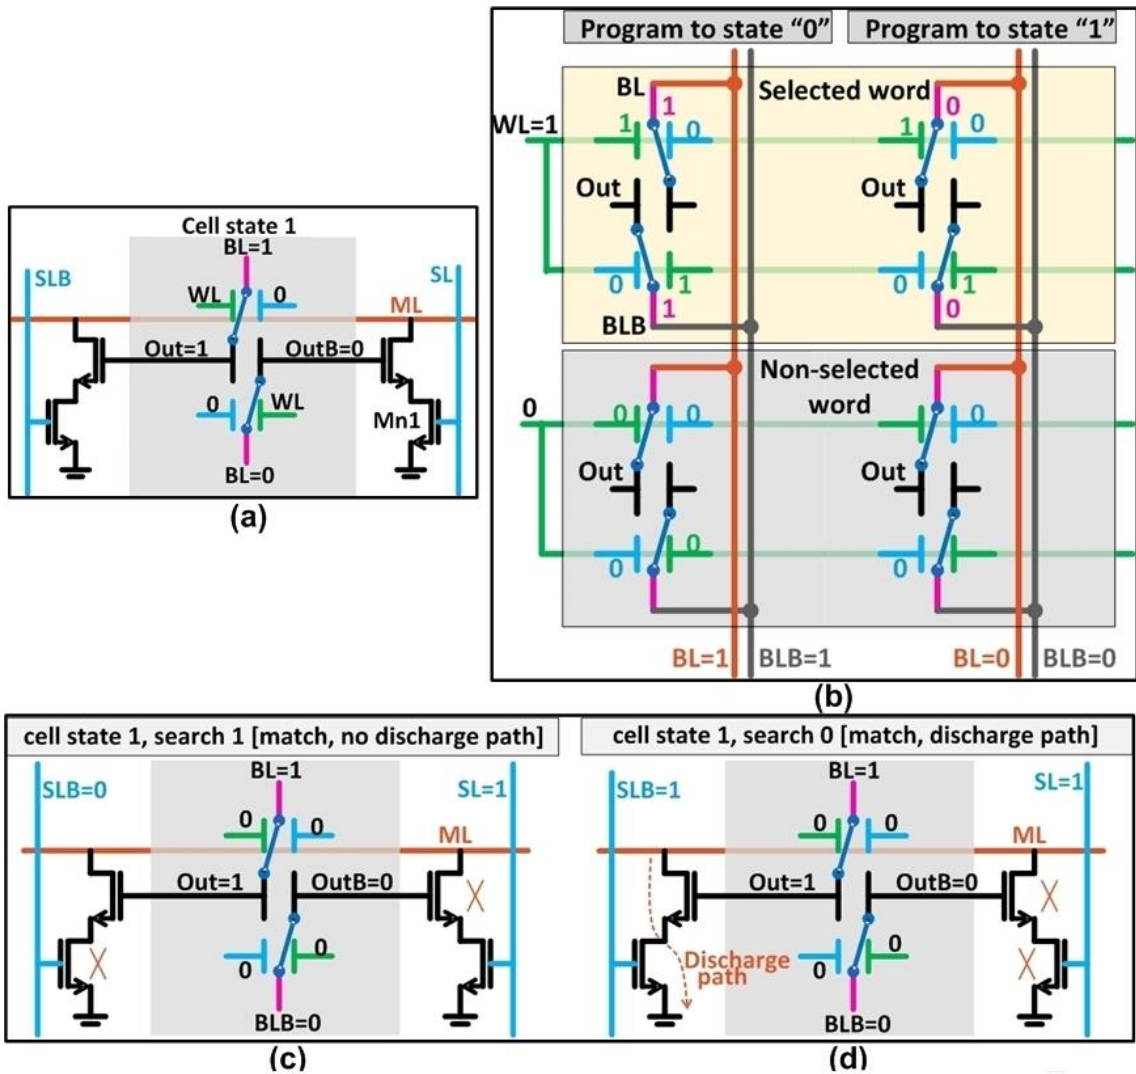 Cell state 1
BL=1
SLB
SL
WL
0
ML
Out=1
OutB=0
0
WL
Mn1
BL=0
(a)
Program to state “0”
Program to state “1”
BL
Selected word
1
0
WL=1
1
0
1
0
Out
Out
0
1
0
1
BLB
1
0
Non-selected
word
0
0
0
0
0
Out
Out
0
0
0
0
BL=1
BLB=1
BL=0
BLB=0
(b)
cell state 1, search 1 [match, no discharge path]
BL=1
SLB=0
SL=1
0
0
ML
Out=1
OutB=0
X
X
0
0
BLB=0
(c)
cell state 1, search 0 [match, discharge path]
BL=1
SLB=1
SL=1
0
0
ML
Out=1
OutB=0
X
X
Discharge
path
0
0
BLB=0
(d)